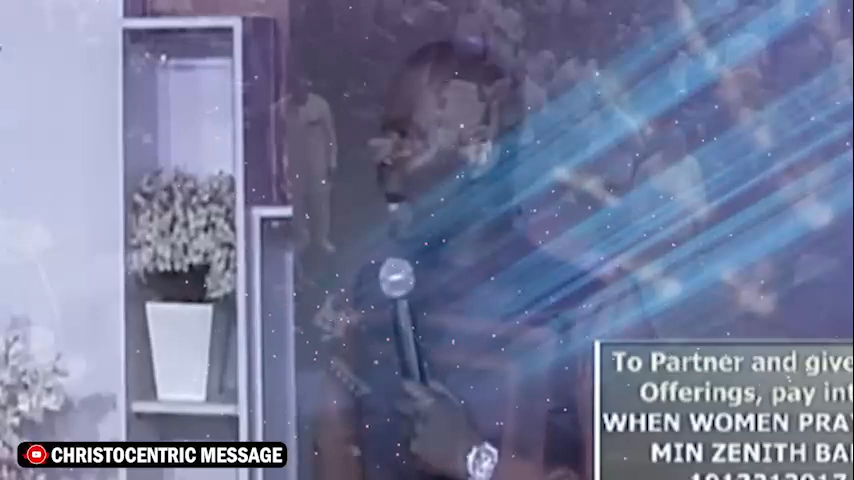 To Partner and give
Offerings, pay int
WHEN WOMEN PRA
MIN ZENITH BA
CHRISTOCENTRIC MESSAGE